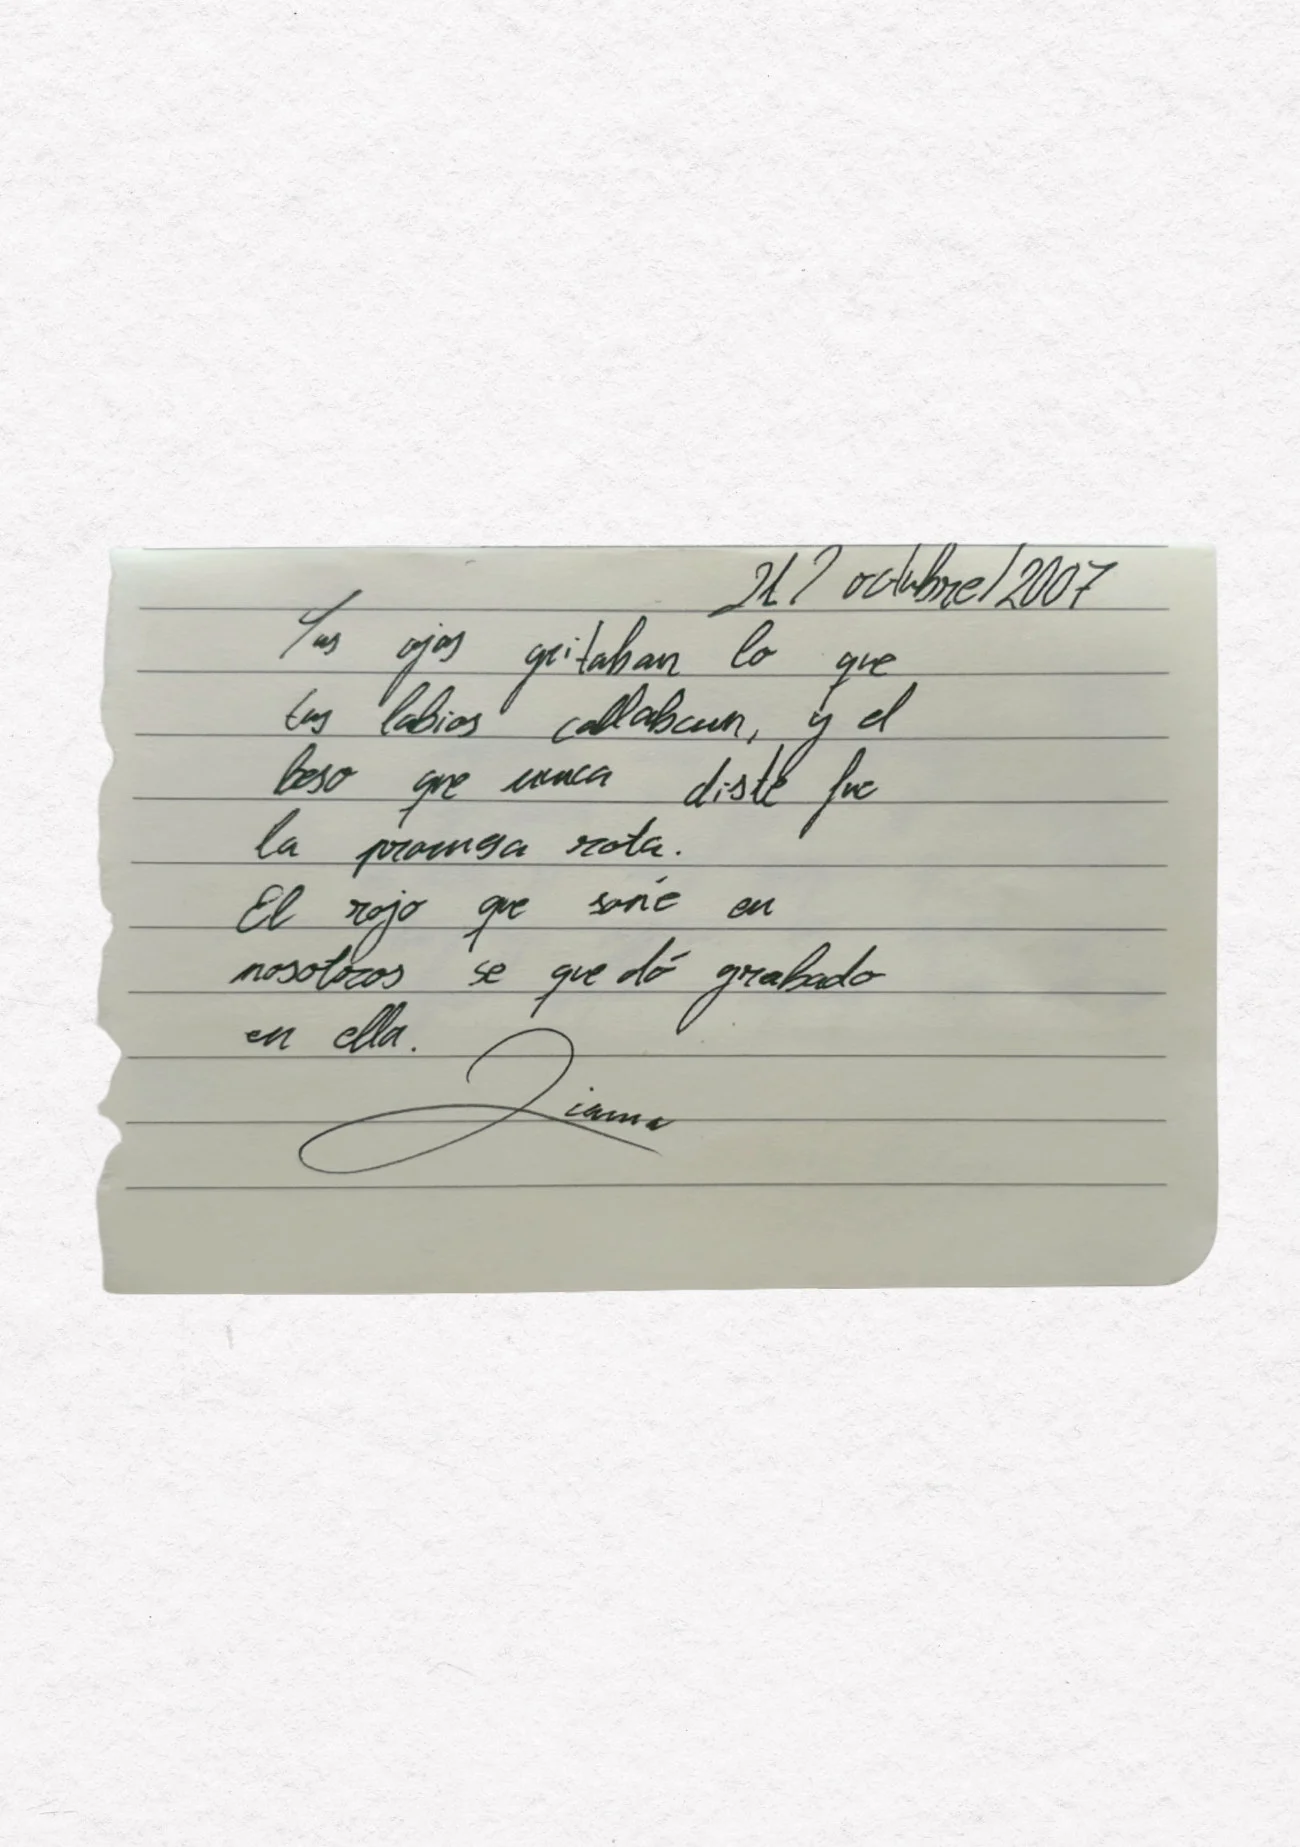 21? octubre/2007
Tus ojos gritaban lo que
tus labios callaban, y el
beso que nunca diste fue
la promesa rota.
El rojo que soñé en
nosotros se quedó grabado
en ella.